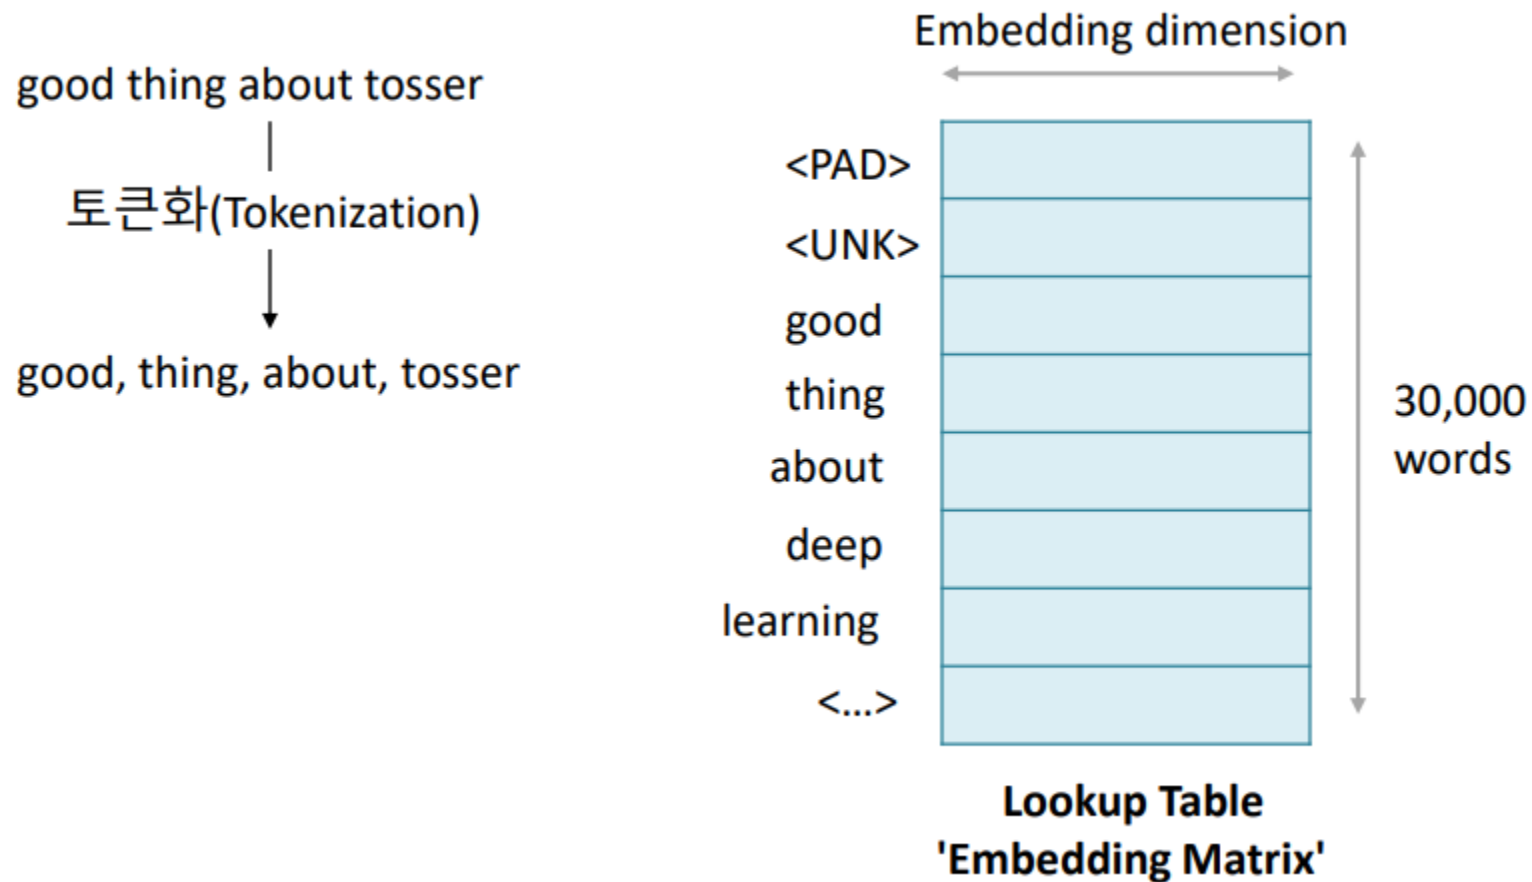 good thing about tosser
토큰화(Tokenization)
good, thing, about, tosser
Embedding dimension
<PAD>
<UNK>
good
thing
about
deep
learning
<...>
30,000
words
Lookup Table
'Embedding Matrix'